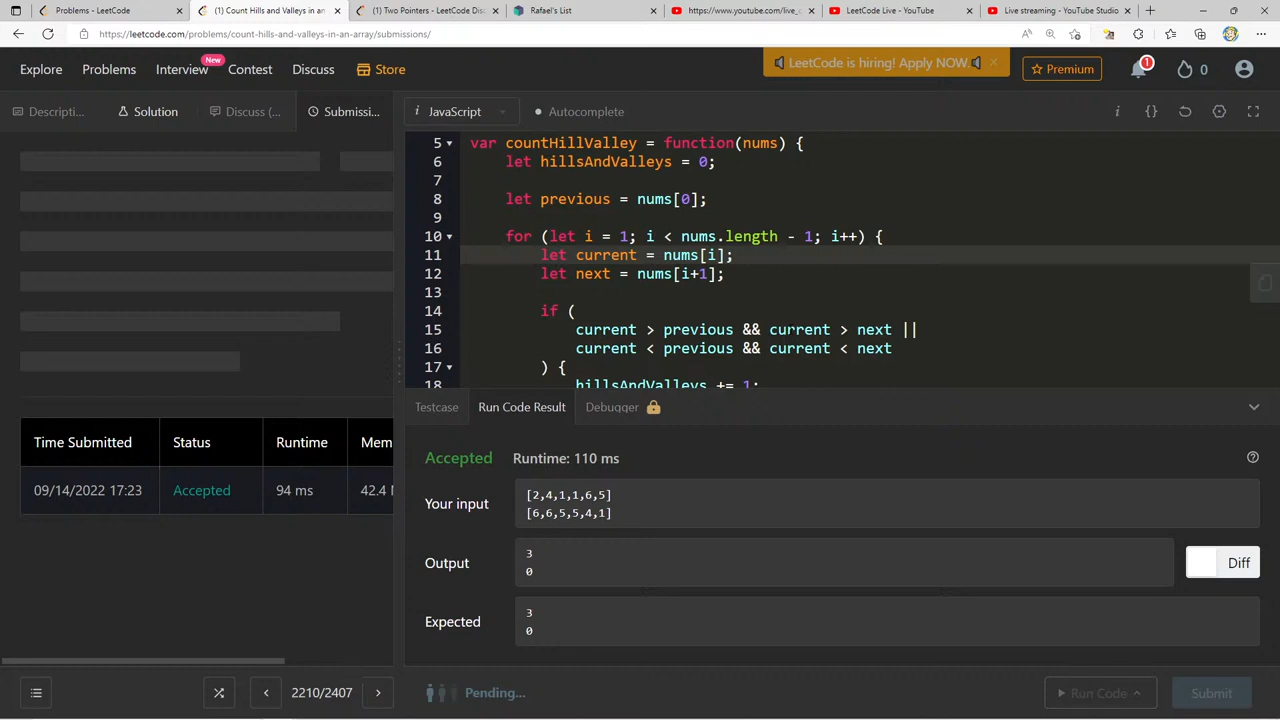 Problems - LeetCode
(1) Count Hills and Valleys in an
(1) Two Pointers - LeetCode Disc
Rafael's List
https://www.youtube.com/live_c
LeetCode Live - YouTube
Live streaming - YouTube Studio
https://leetcode.com/problems/count-hills-and-valleys-in-array/submissions/
Explore
Problems
Interview
New
Contest
Discuss
Store
LeetCode is hiring! Apply NOW.
Premium
1
0
Descripti...
Solution
Discuss (...
Submissi...
i JavaScript
Autocomplete
5 var countHillValley = function(nums) {
6 let hillsAndValleys = 0;
7
8 let previous = nums[0];
9
10 for (let i = 1; i < nums.length - 1; i++) {
11 let current = nums[i];
12 let next = nums[i+1];
13
14 if (
15 current > previous && current > next ||
16 current < previous && current < next
17 ) {
18 hillsAndValleys += 1;
Testcase
Run Code Result
Debugger
Accepted Runtime: 110 ms
Your input
[2,4,1,1,6,5]
[6,6,5,5,4,1]
Output
3
0
Diff
Expected
3
0
Time Submitted Status Runtime Mem
09/14/2022 17:23 Accepted 94 ms 42.4 M
2210/2407
Pending...
Run Code
Submit